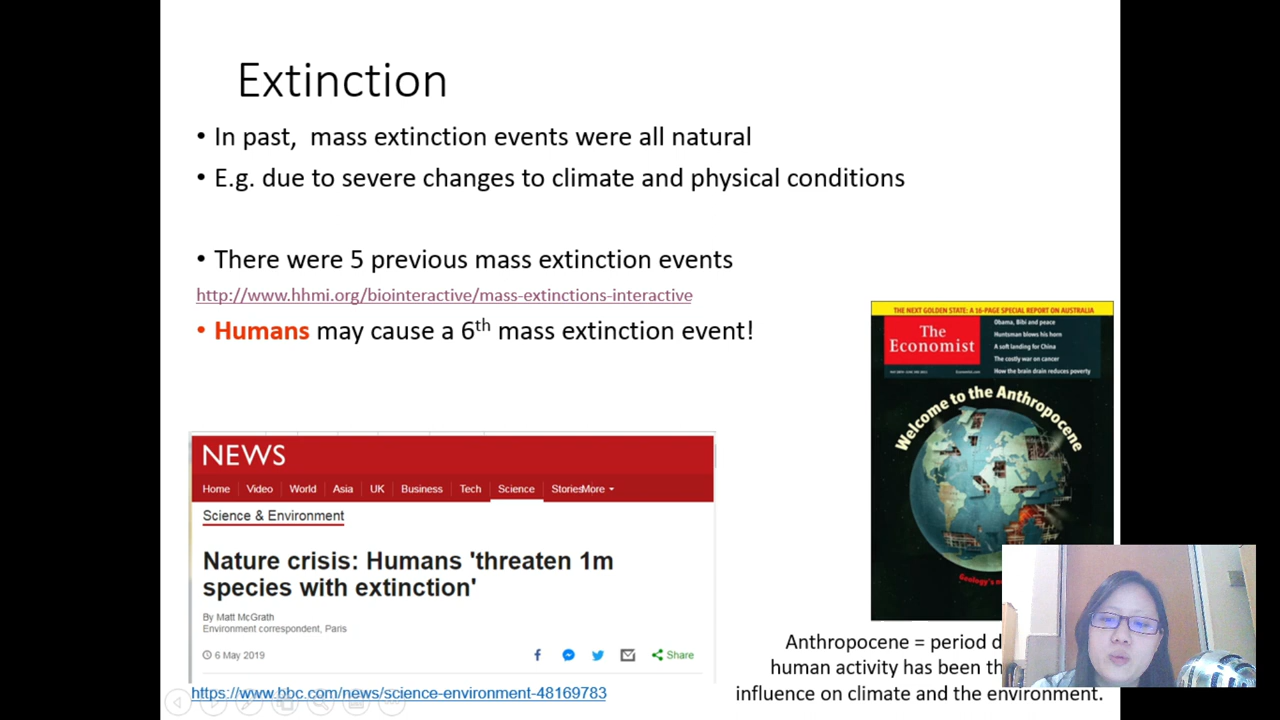 Extinction
• In past, mass extinction events were all natural
• E.g. due to severe changes to climate and physical conditions
• There were 5 previous mass extinction events
http://www.hhmi.org/biointeractive/mass-extinctions-interactive
• Humans may cause a 6th mass extinction event!
THE NEXT GOLDEN STATE: A 16-PAGE SPECIAL REPORT ON AUSTRALIA
The
Economist
Obama, Bibi and peace
Huntsman blows his horn
A soft landing for China
The costly war on cancer
How the brain drain reduces poverty
Welcome to the Anthropocene
Geology's
NEWS
Home Video World Asia UK Business Tech Science Stories More
Science & Environment
Nature crisis: Humans 'threaten 1m
species with extinction'
By Matt McGrath
Environment correspondent, Paris
6 May 2019
Share
https://www.bbc.com/news/science-environment-48169783
Anthropocene = period
human activity has been
influence on climate and the environment.